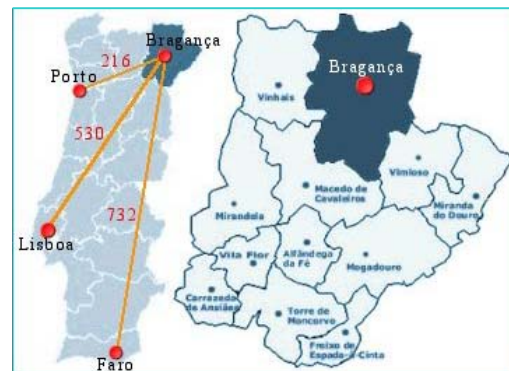 Bragança
216
Porto
530
732
Lisboa
Faro
Bragança
Vinhais
Vimioso
Macedo de
Cavaleiros
Miranda
do Douro
Mirandela
Vila Flor
Alfândega
da Fé
Mogadouro
Carrazeda
de Ansiães
Torre de
Moncorvo
Freixo de
Espada-à-Cinta